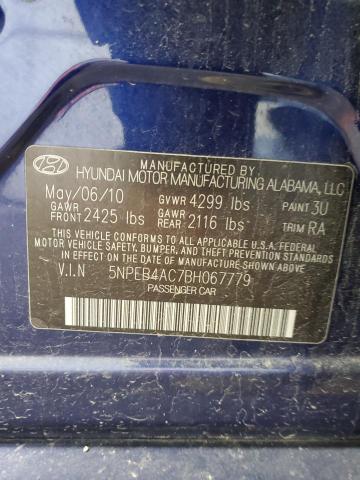 MANUFACTURED BY
HYUNDAI MOTOR MANUFACTURING ALABAMA, LLC
May/06/10 GVWR 4299 lbs PAINT 3U
GAWR FRONT 2425 lbs GAWR REAR 2116 lbs TRIM RA
THIS VEHICLE CONFORMS TO ALL APPLICABLE U.S.A. FEDERAL
MOTOR VEHICLE SAFETY, BUMPER, AND THEFT PREVENTION STANDARDS
IN EFFECT ON THE DATE OF MANUFACTURE SHOWN ABOVE.
V.I.N 5NPEB4AC7BH067779
PASSENGER CAR